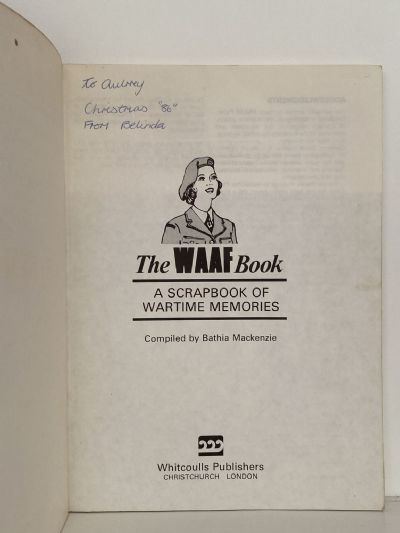 To Aubrey
Christmas "86"
From Belinda
The WAAF Book
A SCRAPBOOK OF
WARTIME MEMORIES
Compiled by Bathia Mackenzie
Whitcoulls Publishers
CHRISTCHURCH LONDON